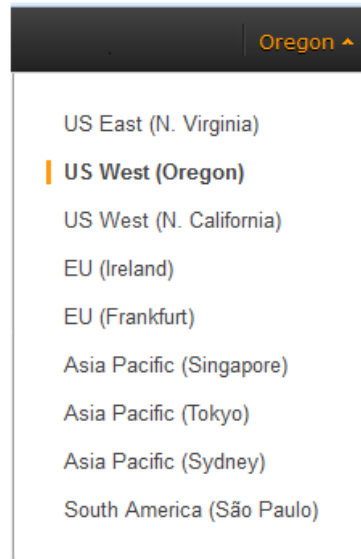 Oregon
US East (N. Virginia)
US West (Oregon)
US West (N. California)
EU (Ireland)
EU (Frankfurt)
Asia Pacific (Singapore)
Asia Pacific (Tokyo)
Asia Pacific (Sydney)
South America (São Paulo)